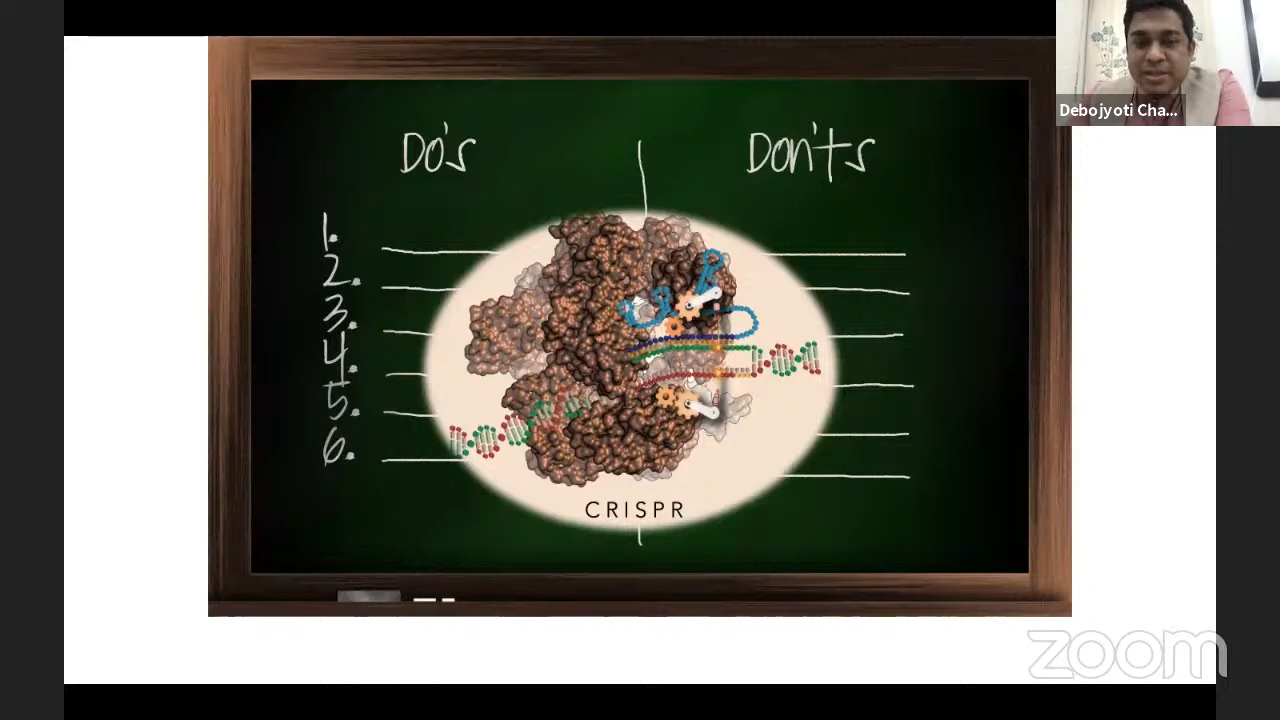 Debojyoti Cha...
Do's
Don'ts
1.
2.
3.
4.
5.
6.
CRISPR
zoom